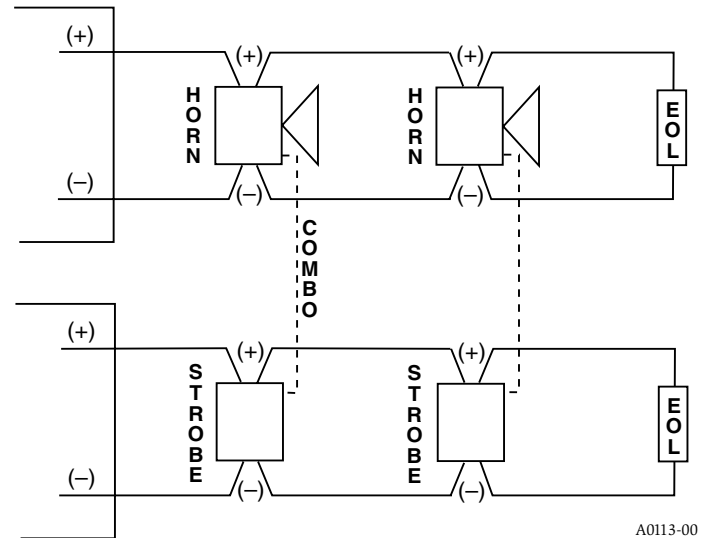 (+) (+) (+)
HORN HORN EOL
(–) (–) (–)
COMBO
(+) (+) (+)
STROBE STROBE EOL
(–) (–) (–)
A0113-00